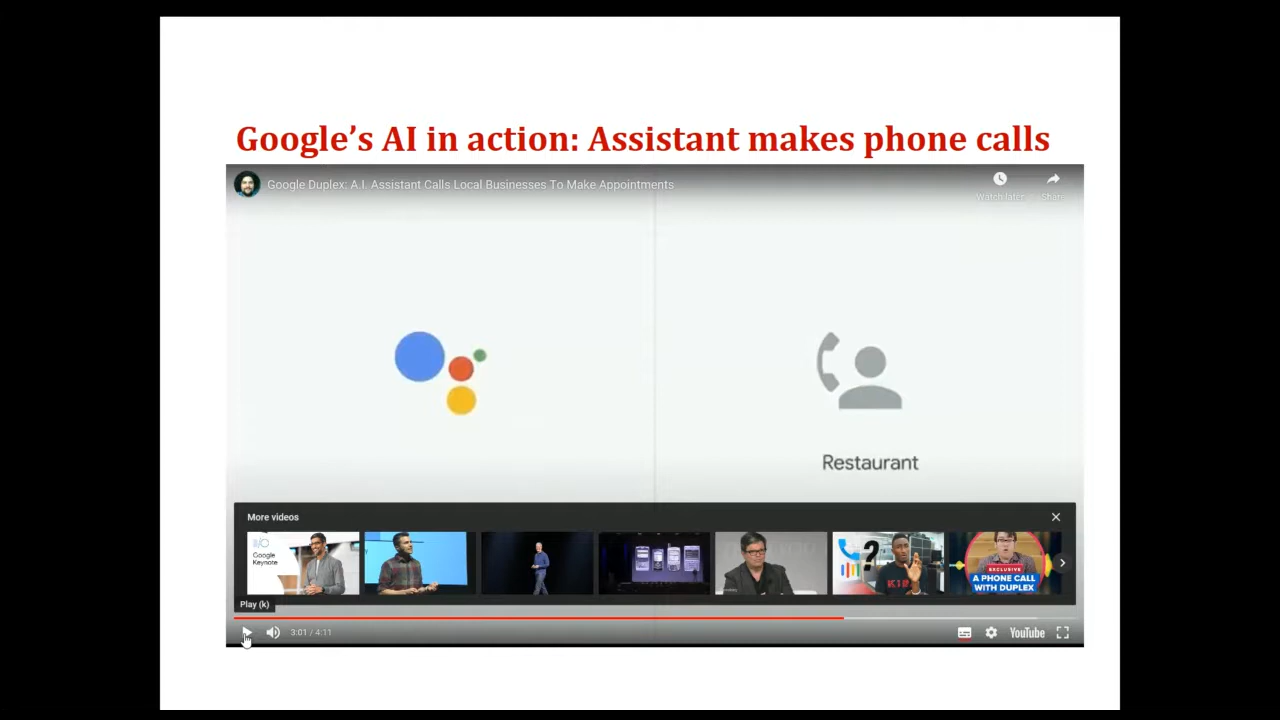 Google’s AI in action: Assistant makes phone calls
Google Duplex: A.I. Assistant Calls Local Businesses To Make Appointments
Watch later
Share
Restaurant
More videos
I/O
Google
Keynote
?
EXCLUSIVE
A PHONE CALL
WITH DUPLEX
Play (k)
3:01 / 4:11
YouTube